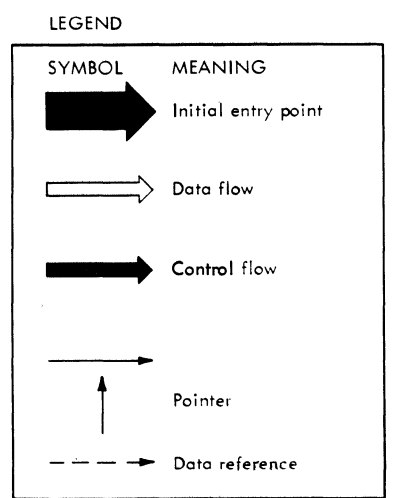 LEGEND
SYMBOL MEANING
Initial entry point
Data flow
Control flow
Pointer
Data reference